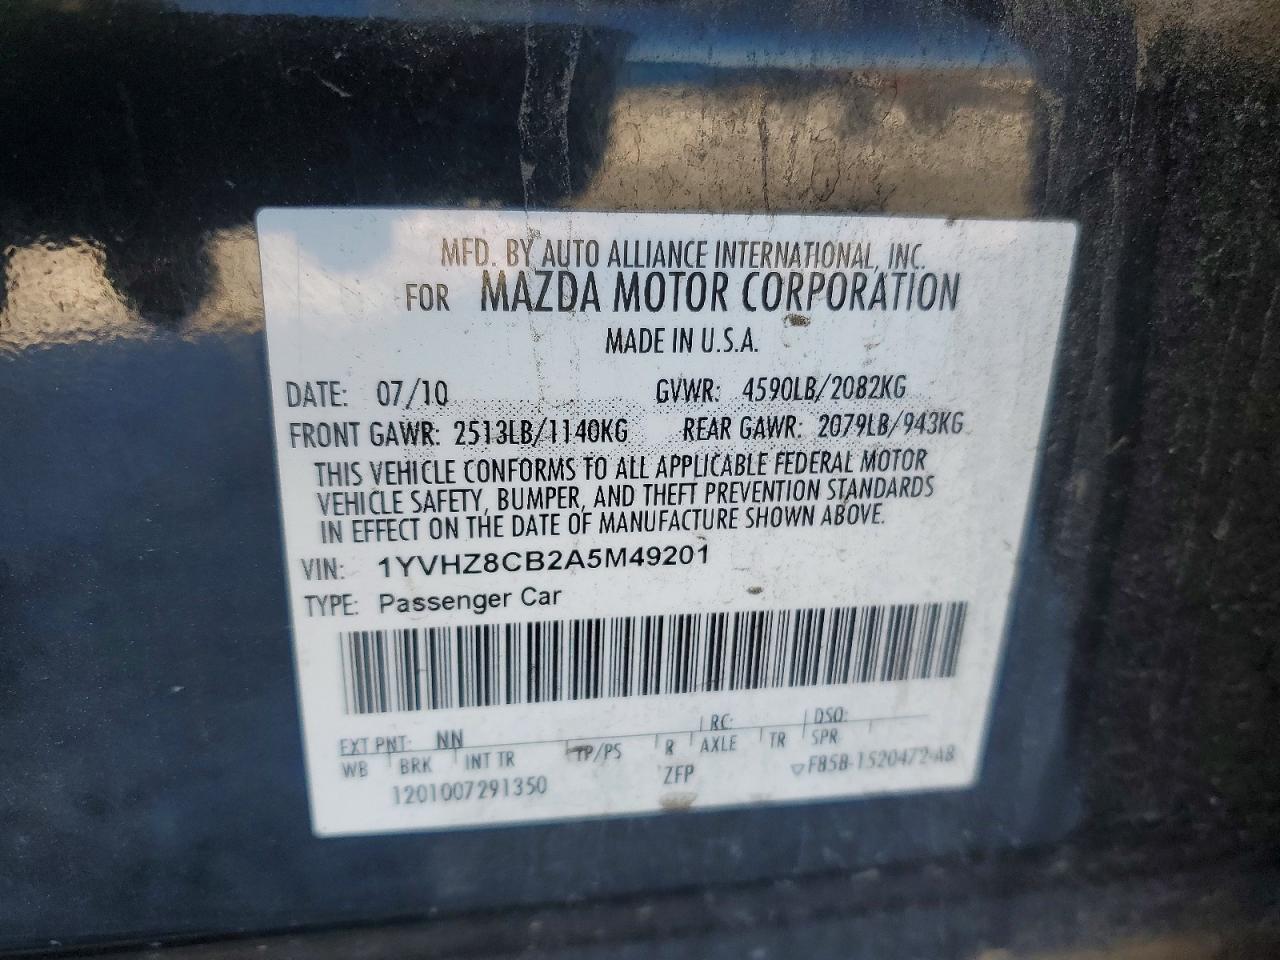 MFD. BY AUTO ALLIANCE INTERNATIONAL, INC.
FOR MAZDA MOTOR CORPORATION
MADE IN U.S.A.
DATE: 07/10 GVWR: 4590LB/2082KG
FRONT GAWR: 2513LB/1140KG REAR GAWR: 2079LB/943KG
THIS VEHICLE CONFORMS TO ALL APPLICABLE FEDERAL MOTOR
VEHICLE SAFETY, BUMPER, AND THEFT PREVENTION STANDARDS
IN EFFECT ON THE DATE OF MANUFACTURE SHOWN ABOVE.
VIN: 1YVHZ8CB2A5M49201
TYPE: Passenger Car
EXT PNT: NN RC: DSO:
WB BRK INT TR TP/PS R AXLE TR SPR
1201007291350 ZFP ▽F85B-1520472-AB